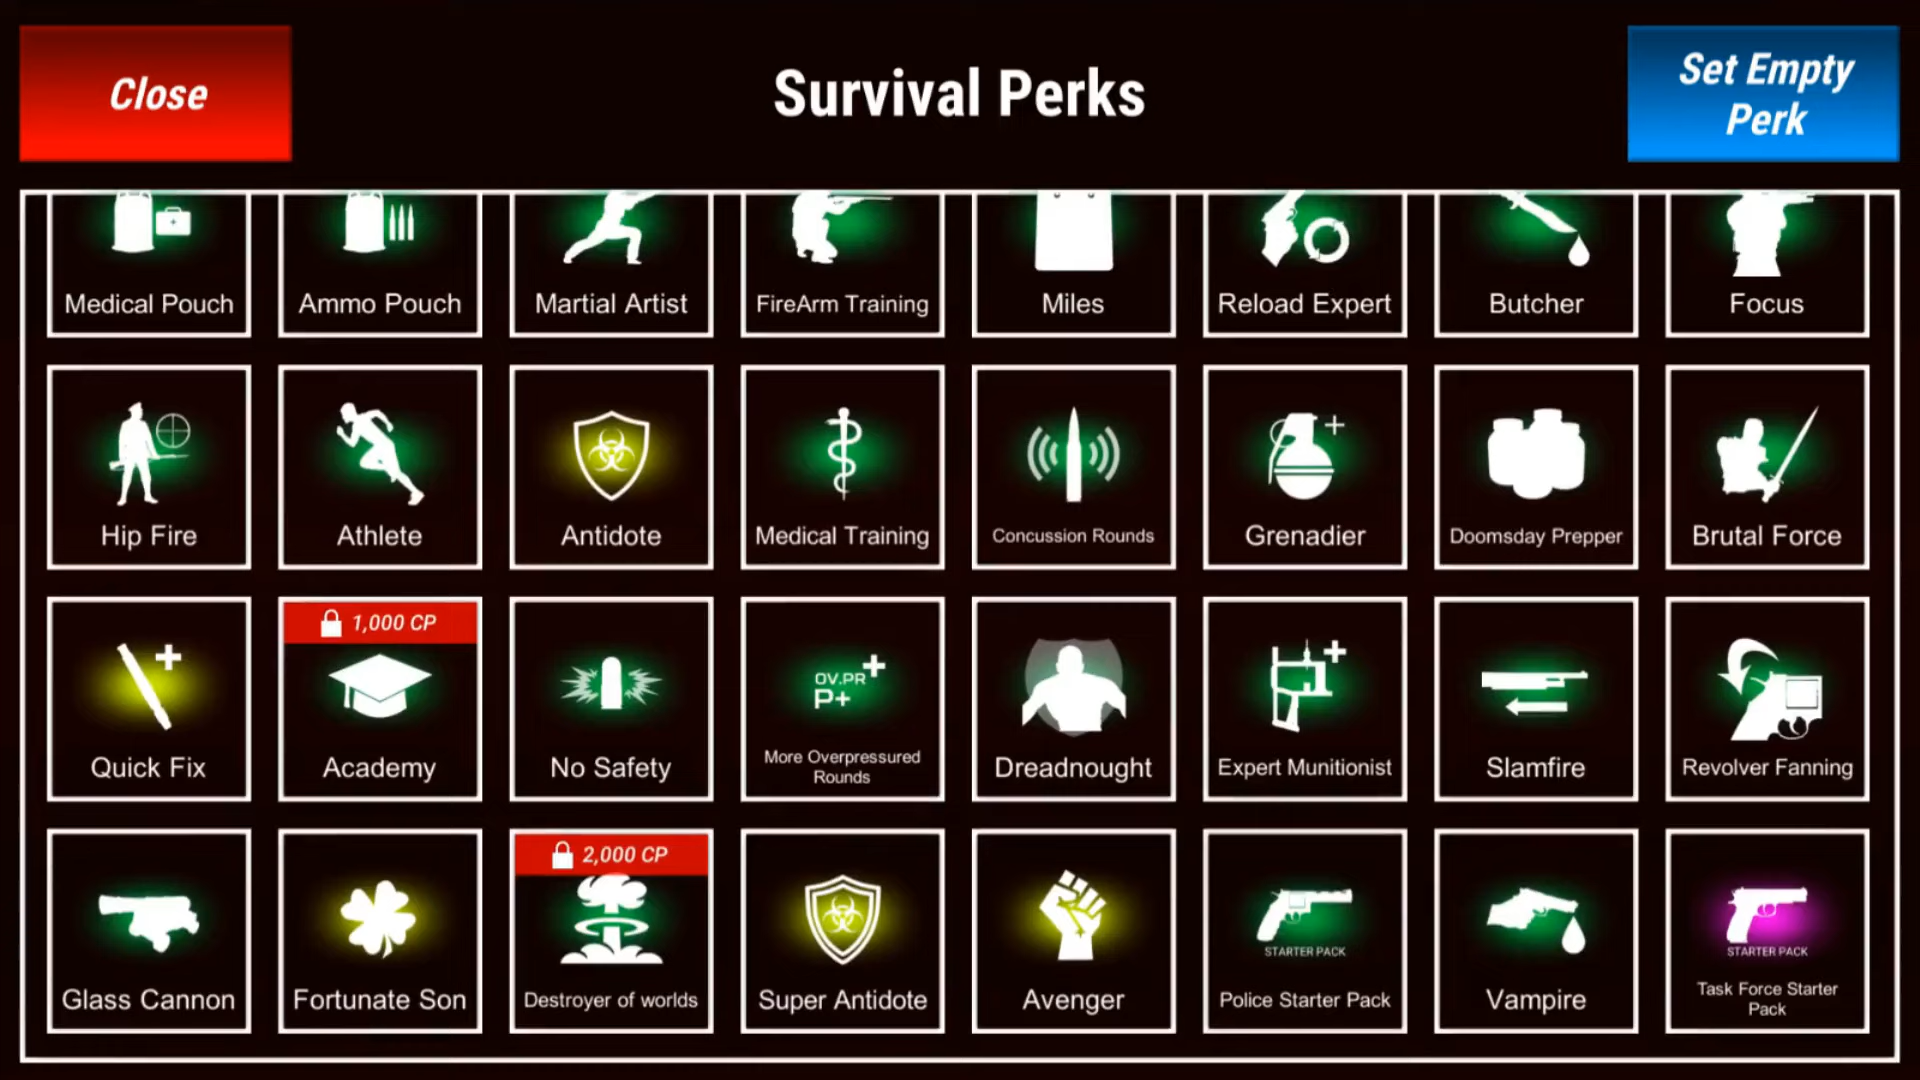 Close
Survival Perks
Set Empty
Perk
Medical Pouch
Ammo Pouch
Martial Artist
FireArm Training
Miles
Reload Expert
Butcher
Focus
Hip Fire
Athlete
Antidote
Medical Training
Concussion Rounds
Grenadier
Doomsday Prepper
Brutal Force
Quick Fix
1,000 CP
Academy
No Safety
OV.PR
P+
More Overpressured
Rounds
Dreadnought
Expert Munitionist
Slamfire
Revolver Fanning
Glass Cannon
Fortunate Son
2,000 CP
Destroyer of worlds
Super Antidote
Avenger
STARTER PACK
Police Starter Pack
Vampire
STARTER PACK
Task Force Starter
Pack